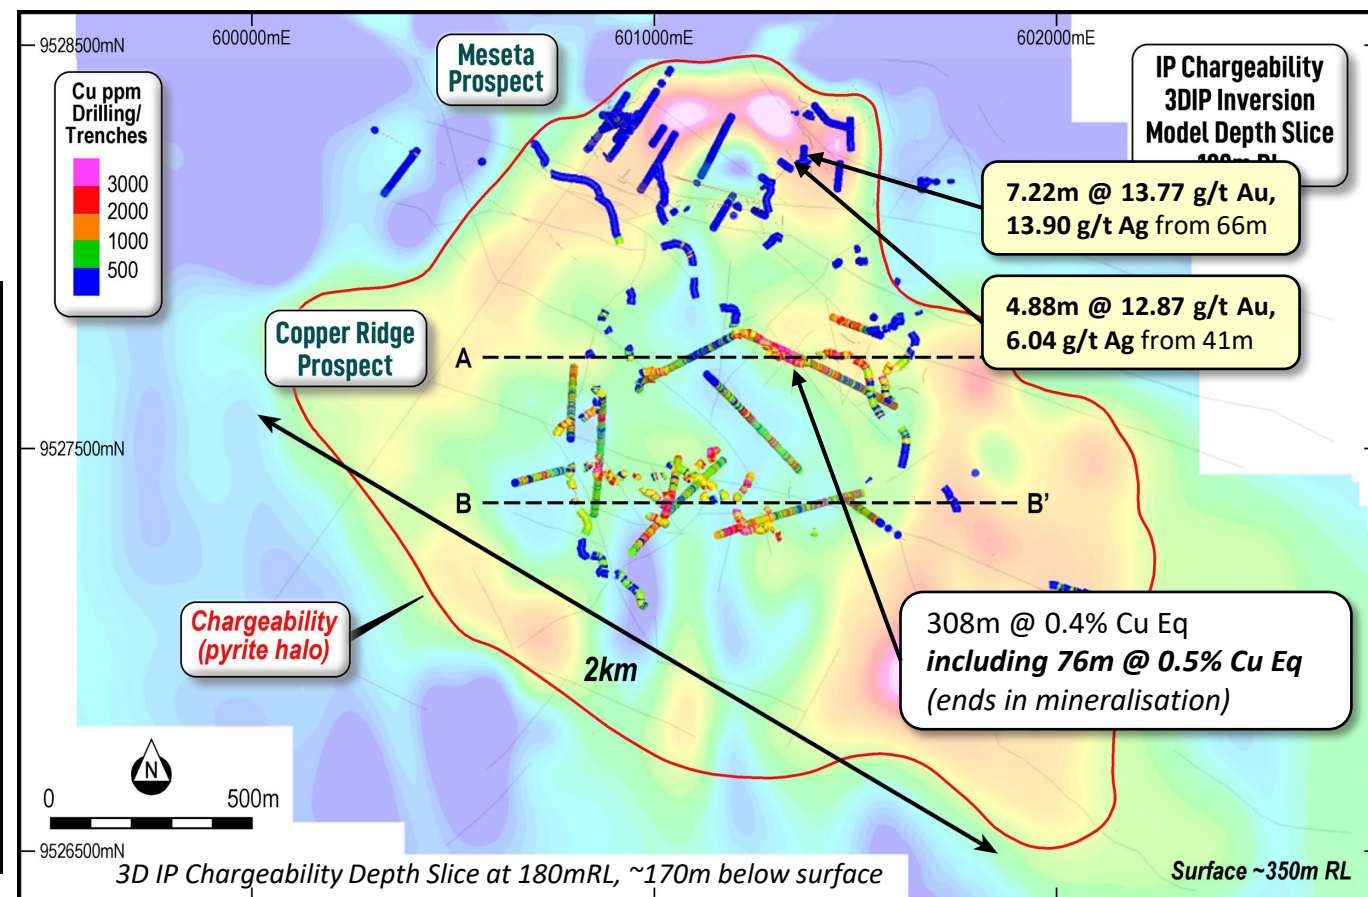 9528500mN
600000mE
601000mE
602000mE
Meseta
Prospect
IP Chargeability
3DIP Inversion
Model Depth Slice
Cu ppm
Drilling/
Trenches
3000
2000
1000
500
7.22m @ 13.77 g/t Au,
13.90 g/t Ag from 66m
4.88m @ 12.87 g/t Au,
6.04 g/t Ag from 41m
Copper Ridge
Prospect
A
9527500mN
B
B'
Chargeability
(pyrite halo)
2km
308m @ 0.4% Cu Eq
including 76m @ 0.5% Cu Eq
(ends in mineralisation)
N
0 500m
9526500mN
3D IP Chargeability Depth Slice at 180mRL, ~170m below surface
Surface ~350m RL